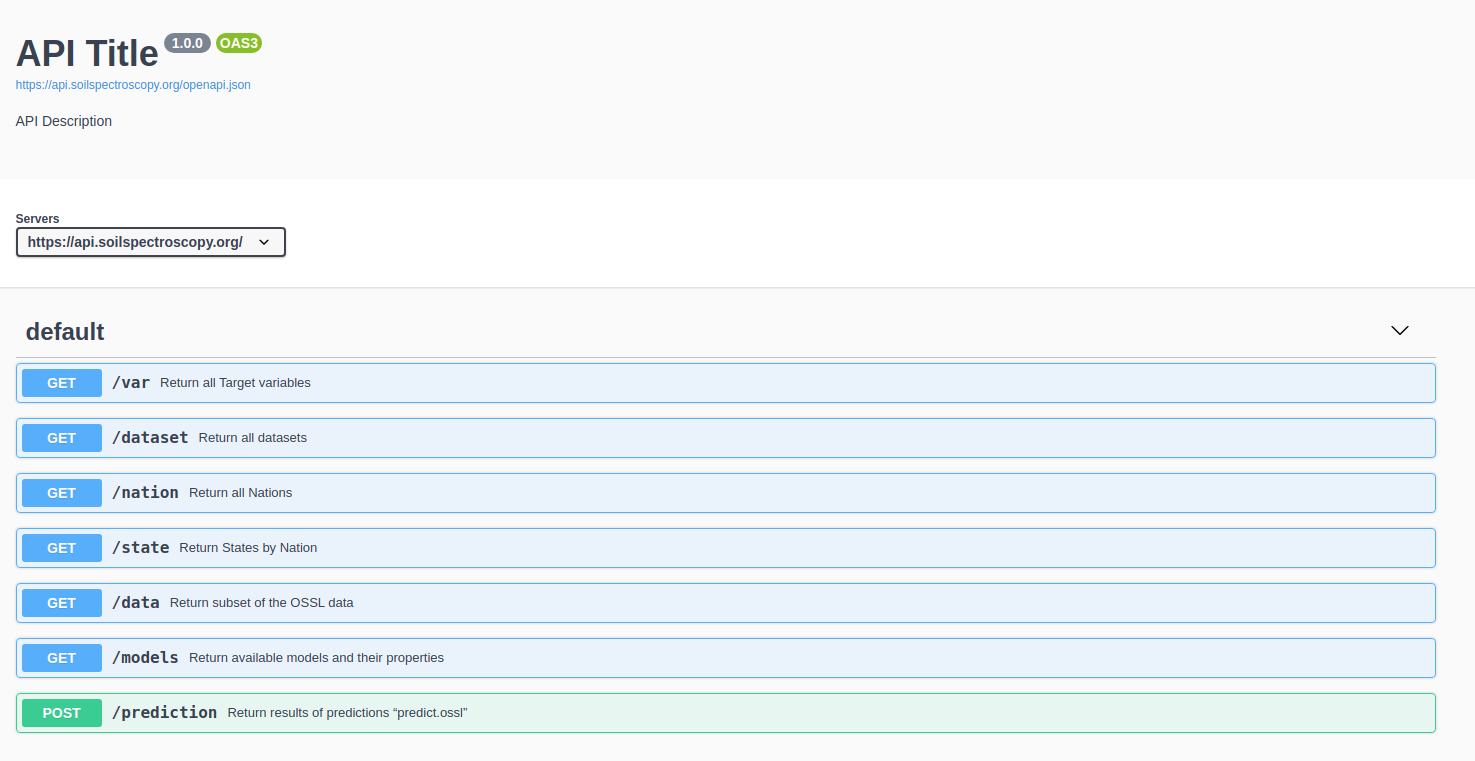 API Title 1.0.0 OAS3
https://api.soilspectroscopy.org/openapi.json
API Description
Servers
https://api.soilspectroscopy.org/
default
GET /var Return all Target variables
GET /dataset Return all datasets
GET /nation Return all Nations
GET /state Return States by Nation
GET /data Return subset of the OSSL data
GET /models Return available models and their properties
POST /prediction Return results of predictions “predict.ossl”